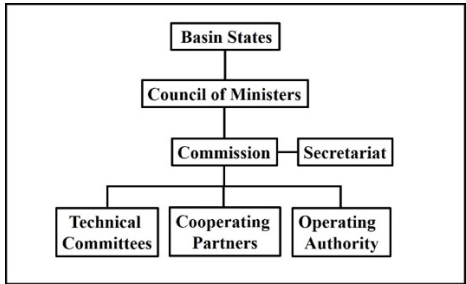 Basin States
Council of Ministers
Commission
Secretariat
Technical
Committees
Cooperating
Partners
Operating
Authority